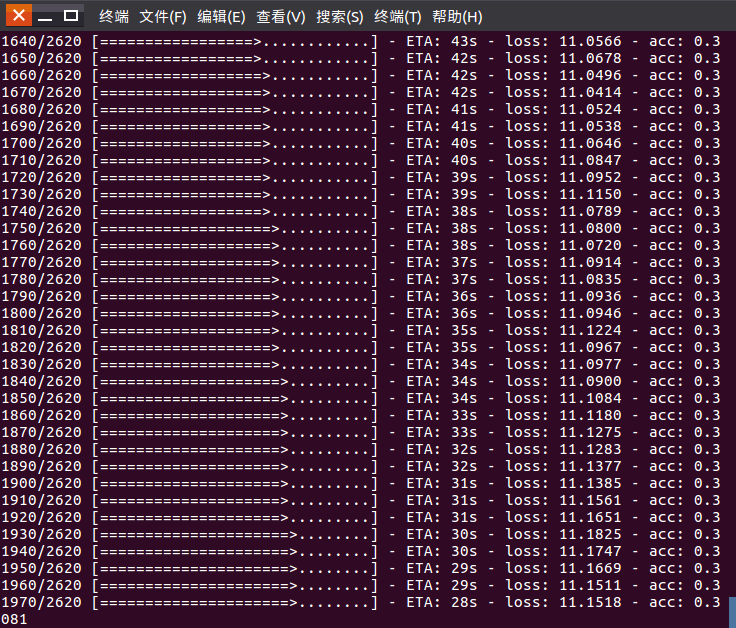 终端 文件(F) 编辑(E) 查看(V) 搜索(S) 终端(T) 帮助(H)
1640/2620 [=================>............] - ETA: 43s - loss: 11.0566 - acc: 0.3
1650/2620 [=================>............] - ETA: 42s - loss: 11.0678 - acc: 0.3
1660/2620 [==================>...........] - ETA: 42s - loss: 11.0496 - acc: 0.3
1670/2620 [==================>...........] - ETA: 42s - loss: 11.0414 - acc: 0.3
1680/2620 [==================>...........] - ETA: 41s - loss: 11.0524 - acc: 0.3
1690/2620 [==================>...........] - ETA: 41s - loss: 11.0538 - acc: 0.3
1700/2620 [==================>...........] - ETA: 40s - loss: 11.0646 - acc: 0.3
1710/2620 [==================>...........] - ETA: 40s - loss: 11.0847 - acc: 0.3
1720/2620 [==================>...........] - ETA: 39s - loss: 11.0952 - acc: 0.3
1730/2620 [==================>...........] - ETA: 39s - loss: 11.1150 - acc: 0.3
1740/2620 [==================>...........] - ETA: 38s - loss: 11.0789 - acc: 0.3
1750/2620 [===================>..........] - ETA: 38s - loss: 11.0800 - acc: 0.3
1760/2620 [===================>..........] - ETA: 38s - loss: 11.0720 - acc: 0.3
1770/2620 [===================>..........] - ETA: 37s - loss: 11.0914 - acc: 0.3
1780/2620 [===================>..........] - ETA: 37s - loss: 11.0835 - acc: 0.3
1790/2620 [===================>..........] - ETA: 36s - loss: 11.0936 - acc: 0.3
1800/2620 [===================>..........] - ETA: 36s - loss: 11.0946 - acc: 0.3
1810/2620 [===================>..........] - ETA: 35s - loss: 11.1224 - acc: 0.3
1820/2620 [===================>..........] - ETA: 35s - loss: 11.0967 - acc: 0.3
1830/2620 [===================>..........] - ETA: 34s - loss: 11.0977 - acc: 0.3
1840/2620 [====================>.........] - ETA: 34s - loss: 11.0900 - acc: 0.3
1850/2620 [====================>.........] - ETA: 34s - loss: 11.1084 - acc: 0.3
1860/2620 [====================>.........] - ETA: 33s - loss: 11.1180 - acc: 0.3
1870/2620 [====================>.........] - ETA: 33s - loss: 11.1275 - acc: 0.3
1880/2620 [====================>.........] - ETA: 32s - loss: 11.1283 - acc: 0.3
1890/2620 [====================>.........] - ETA: 32s - loss: 11.1377 - acc: 0.3
1900/2620 [====================>.........] - ETA: 31s - loss: 11.1385 - acc: 0.3
1910/2620 [====================>.........] - ETA: 31s - loss: 11.1561 - acc: 0.3
1920/2620 [====================>.........] - ETA: 31s - loss: 11.1651 - acc: 0.3
1930/2620 [=====================>........] - ETA: 30s - loss: 11.1825 - acc: 0.3
1940/2620 [=====================>........] - ETA: 30s - loss: 11.1747 - acc: 0.3
1950/2620 [=====================>........] - ETA: 29s - loss: 11.1669 - acc: 0.3
1960/2620 [=====================>........] - ETA: 29s - loss: 11.1511 - acc: 0.3
1970/2620 [=====================>........] - ETA: 28s - loss: 11.1518 - acc: 0.3
081